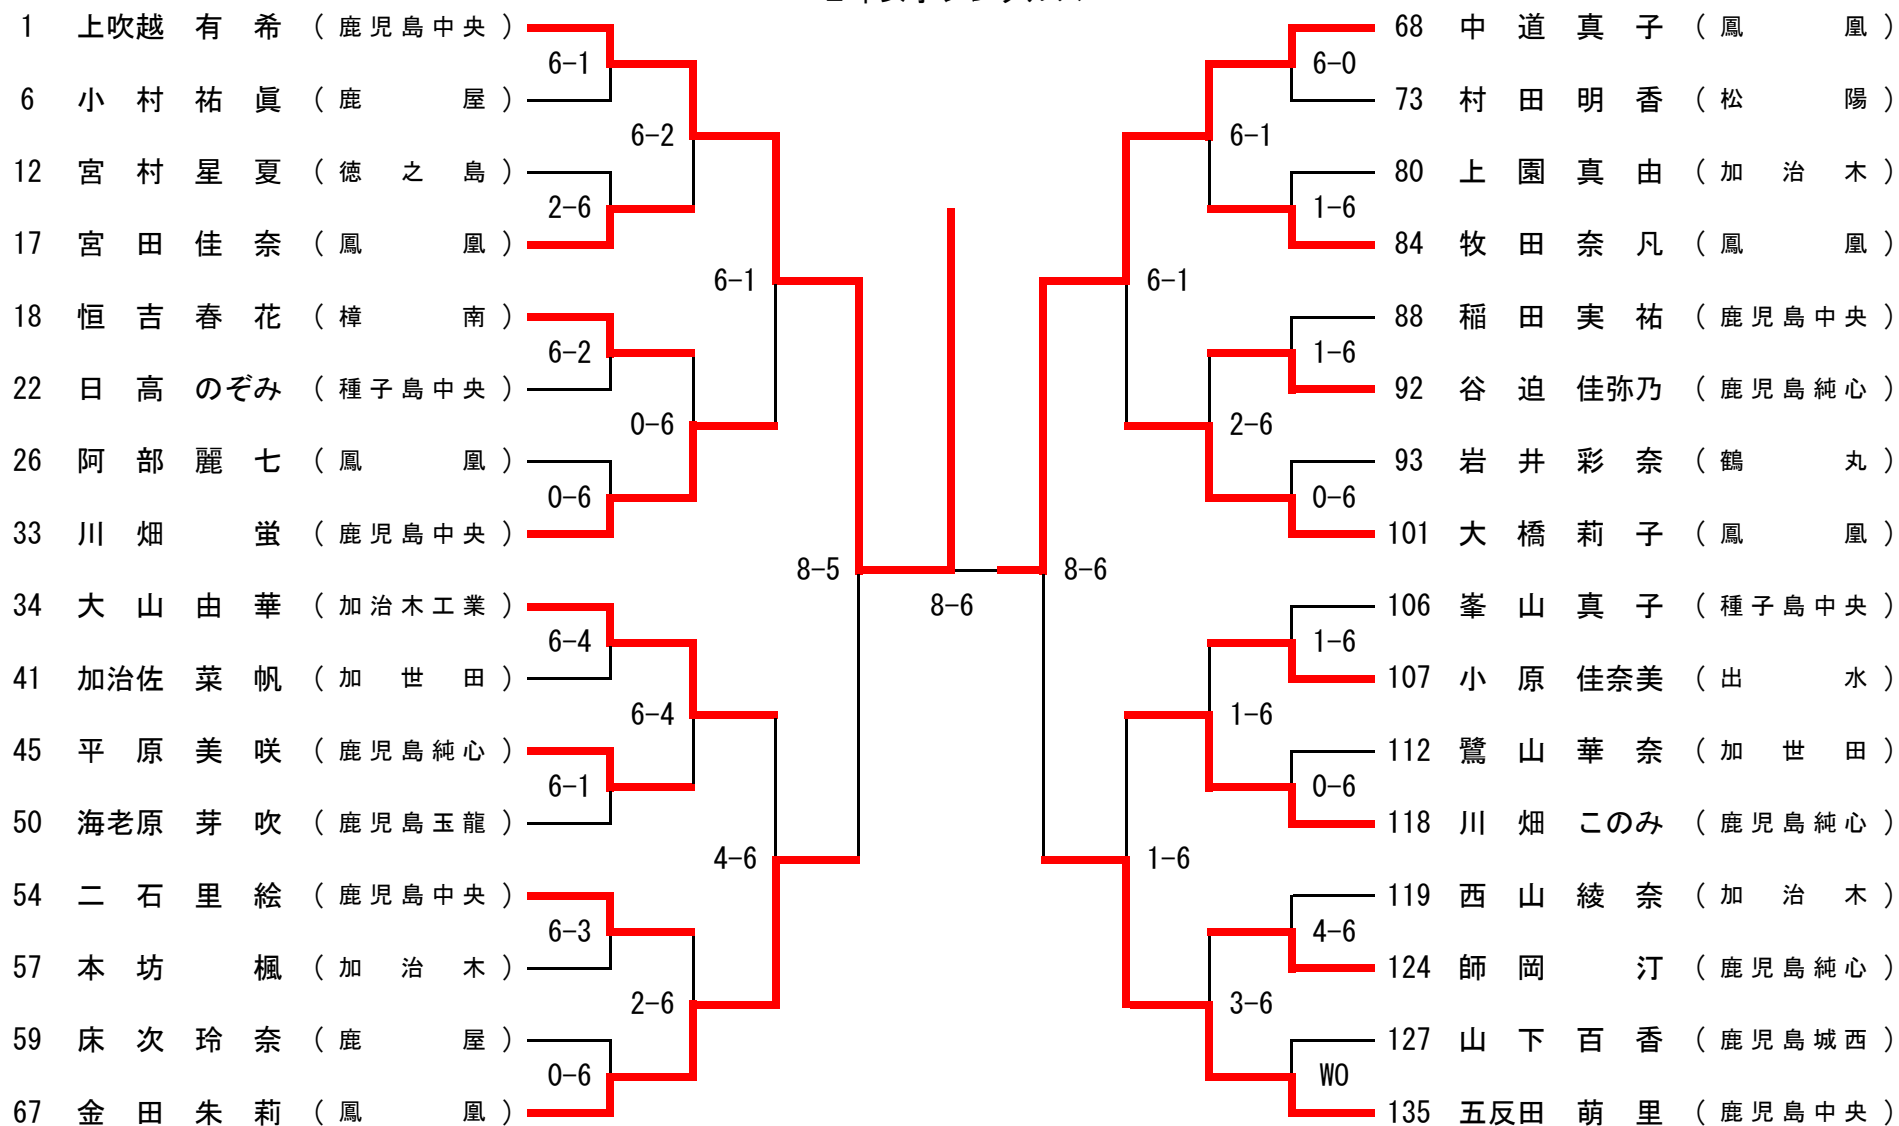 1 上吹越 有 希 ( 鹿児島中央 )
6-1
6 小 村 祐 眞 ( 鹿 屋 )
6-2
12 宮 村 星 夏 ( 徳 之 島 )
2-6
17 宮 田 佳 奈 ( 鳳 凰 )
6-1
18 恒 吉 春 花 ( 樟 南 )
6-2
22 日 高 のぞみ ( 種子島中央 )
0-6
26 阿 部 麗 七 ( 鳳 凰 )
0-6
33 川 畑 蛍 ( 鹿児島中央 )
8-5
34 大 山 由 華 ( 加治木工業 )
6-4
41 加治佐 菜 帆 ( 加 世 田 )
6-4
45 平 原 美 咲 ( 鹿児島純心 )
6-1
50 海老原 芽 吹 ( 鹿児島玉龍 )
4-6
54 二 石 里 絵 ( 鹿児島中央 )
6-3
57 本 坊 楓 ( 加 治 木 )
2-6
59 床 次 玲 奈 ( 鹿 屋 )
0-6
67 金 田 朱 莉 ( 鳳 凰 )
8-6
68 中 道 真 子 ( 鳳 凰 )
6-0
73 村 田 明 香 ( 松 陽 )
6-1
80 上 園 真 由 ( 加 治 木 )
1-6
84 牧 田 奈 凡 ( 鳳 凰 )
6-1
88 稲 田 実 祐 ( 鹿児島中央 )
1-6
92 谷 迫 佳弥乃 ( 鹿児島純心 )
2-6
93 岩 井 彩 奈 ( 鶴 丸 )
0-6
101 大 橋 莉 子 ( 鳳 凰 )
8-6
106 峯 山 真 子 ( 種子島中央 )
1-6
107 小 原 佳奈美 ( 出 水 )
1-6
112 鷺 山 華 奈 ( 加 世 田 )
0-6
118 川 畑 このみ ( 鹿児島純心 )
1-6
119 西 山 綾 奈 ( 加 治 木 )
4-6
124 師 岡 汀 ( 鹿児島純心 )
3-6
127 山 下 百 香 ( 鹿児島城西 )
WO
135 五反田 萌 里 ( 鹿児島中央 )